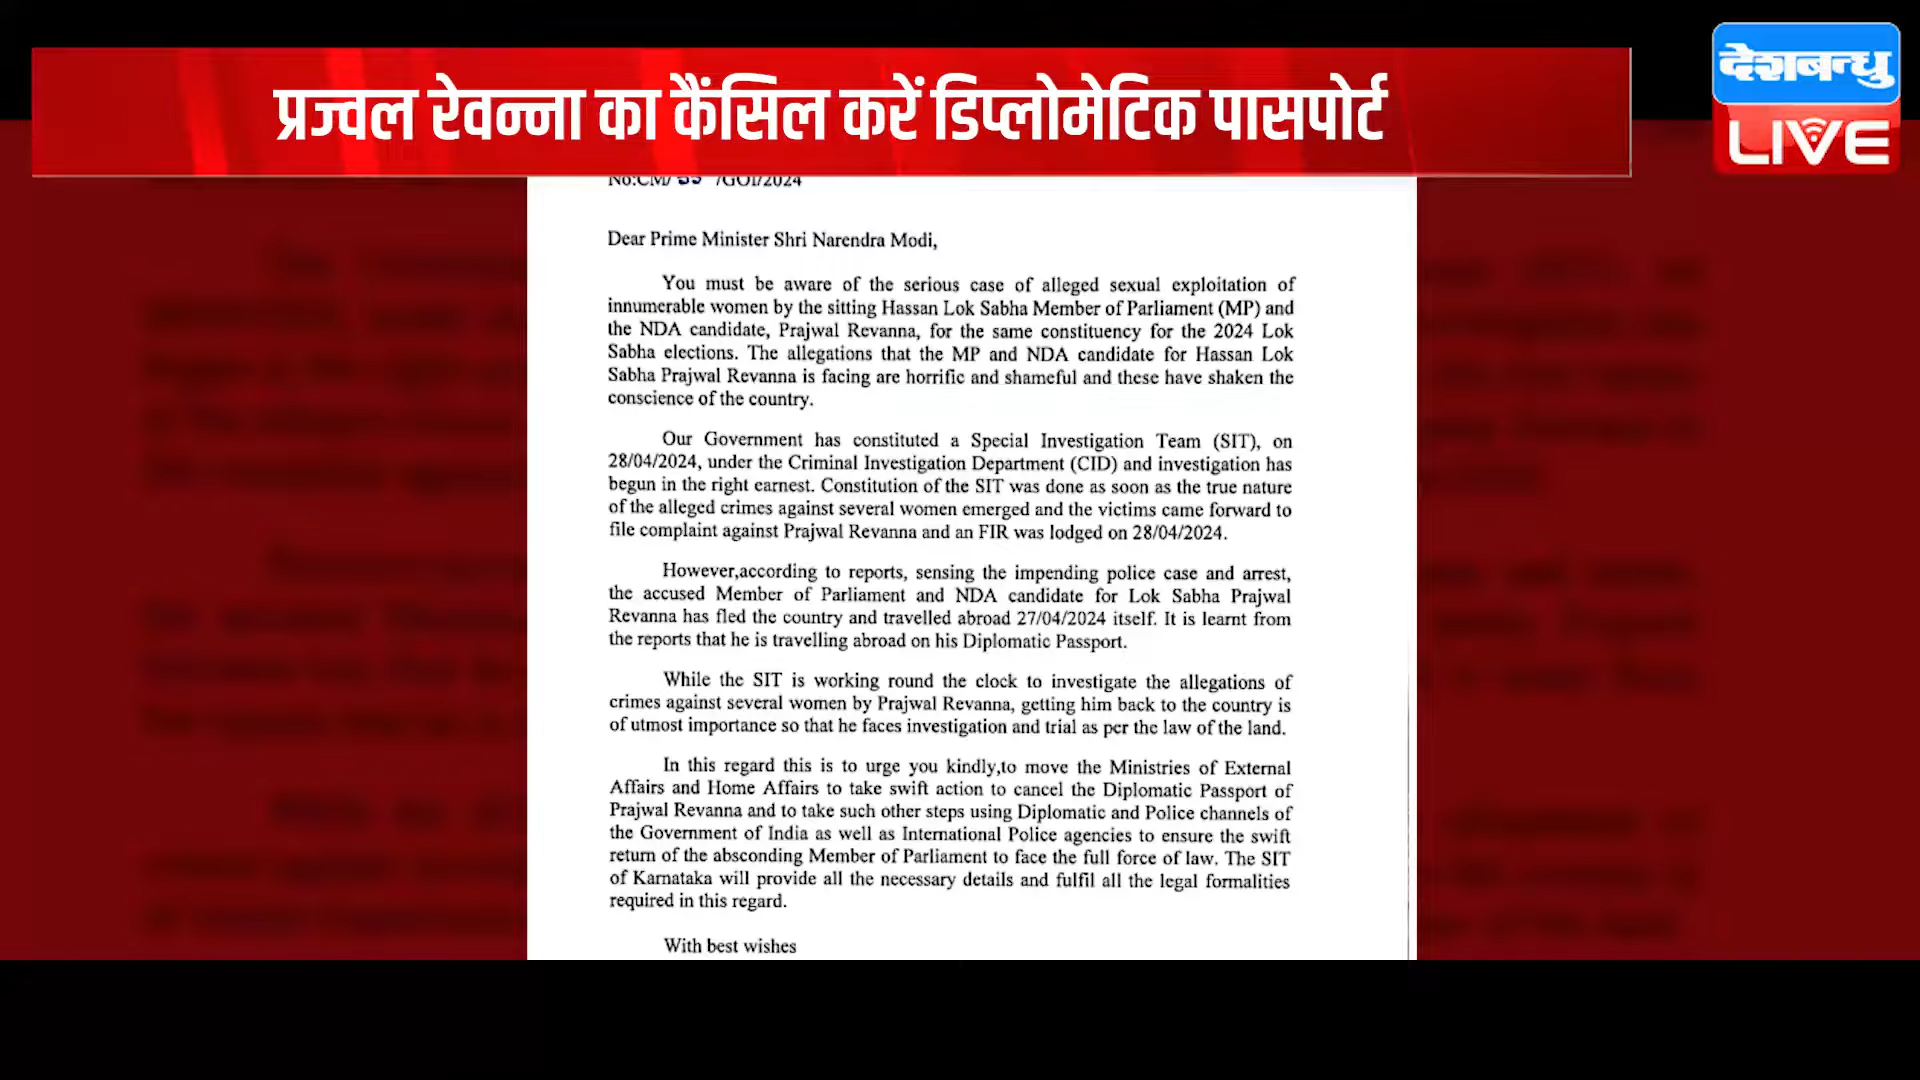 प्रज्वल रेवन्ना का कैंसिल करें डिप्लोमेटिक पासपोर्ट
देशबन्धु
LIVE
No:CM/ 55 /GOI/2024
Dear Prime Minister Shri Narendra Modi,
You must be aware of the serious case of alleged sexual exploitation of
innumerable women by the sitting Hassan Lok Sabha Member of Parliament (MP) and
the NDA candidate, Prajwal Revanna, for the same constituency for the 2024 Lok
Sabha elections. The allegations that the MP and NDA candidate for Hassan Lok
Sabha Prajwal Revanna is facing are horrific and shameful and these have shaken the
conscience of the country.
Our Government has constituted a Special Investigation Team (SIT), on
28/04/2024, under the Criminal Investigation Department (CID) and investigation has
begun in the right earnest. Constitution of the SIT was done as soon as the true nature
of the alleged crimes against several women emerged and the victims came forward to
file complaint against Prajwal Revanna and an FIR was lodged on 28/04/2024.
However,according to reports, sensing the impending police case and arrest,
the accused Member of Parliament and NDA candidate for Lok Sabha Prajwal
Revanna has fled the country and travelled abroad 27/04/2024 itself. It is learnt from
the reports that he is travelling abroad on his Diplomatic Passport.
While the SIT is working round the clock to investigate the allegations of
crimes against several women by Prajwal Revanna, getting him back to the country is
of utmost importance so that he faces investigation and trial as per the law of the land.
In this regard this is to urge you kindly,to move the Ministries of External
Affairs and Home Affairs to take swift action to cancel the Diplomatic Passport of
Prajwal Revanna and to take such other steps using Diplomatic and Police channels of
the Government of India as well as International Police agencies to ensure the swift
return of the absconding Member of Parliament to face the full force of law. The SIT
of Karnataka will provide all the necessary details and fulfil all the legal formalities
required in this regard.
With best wishes